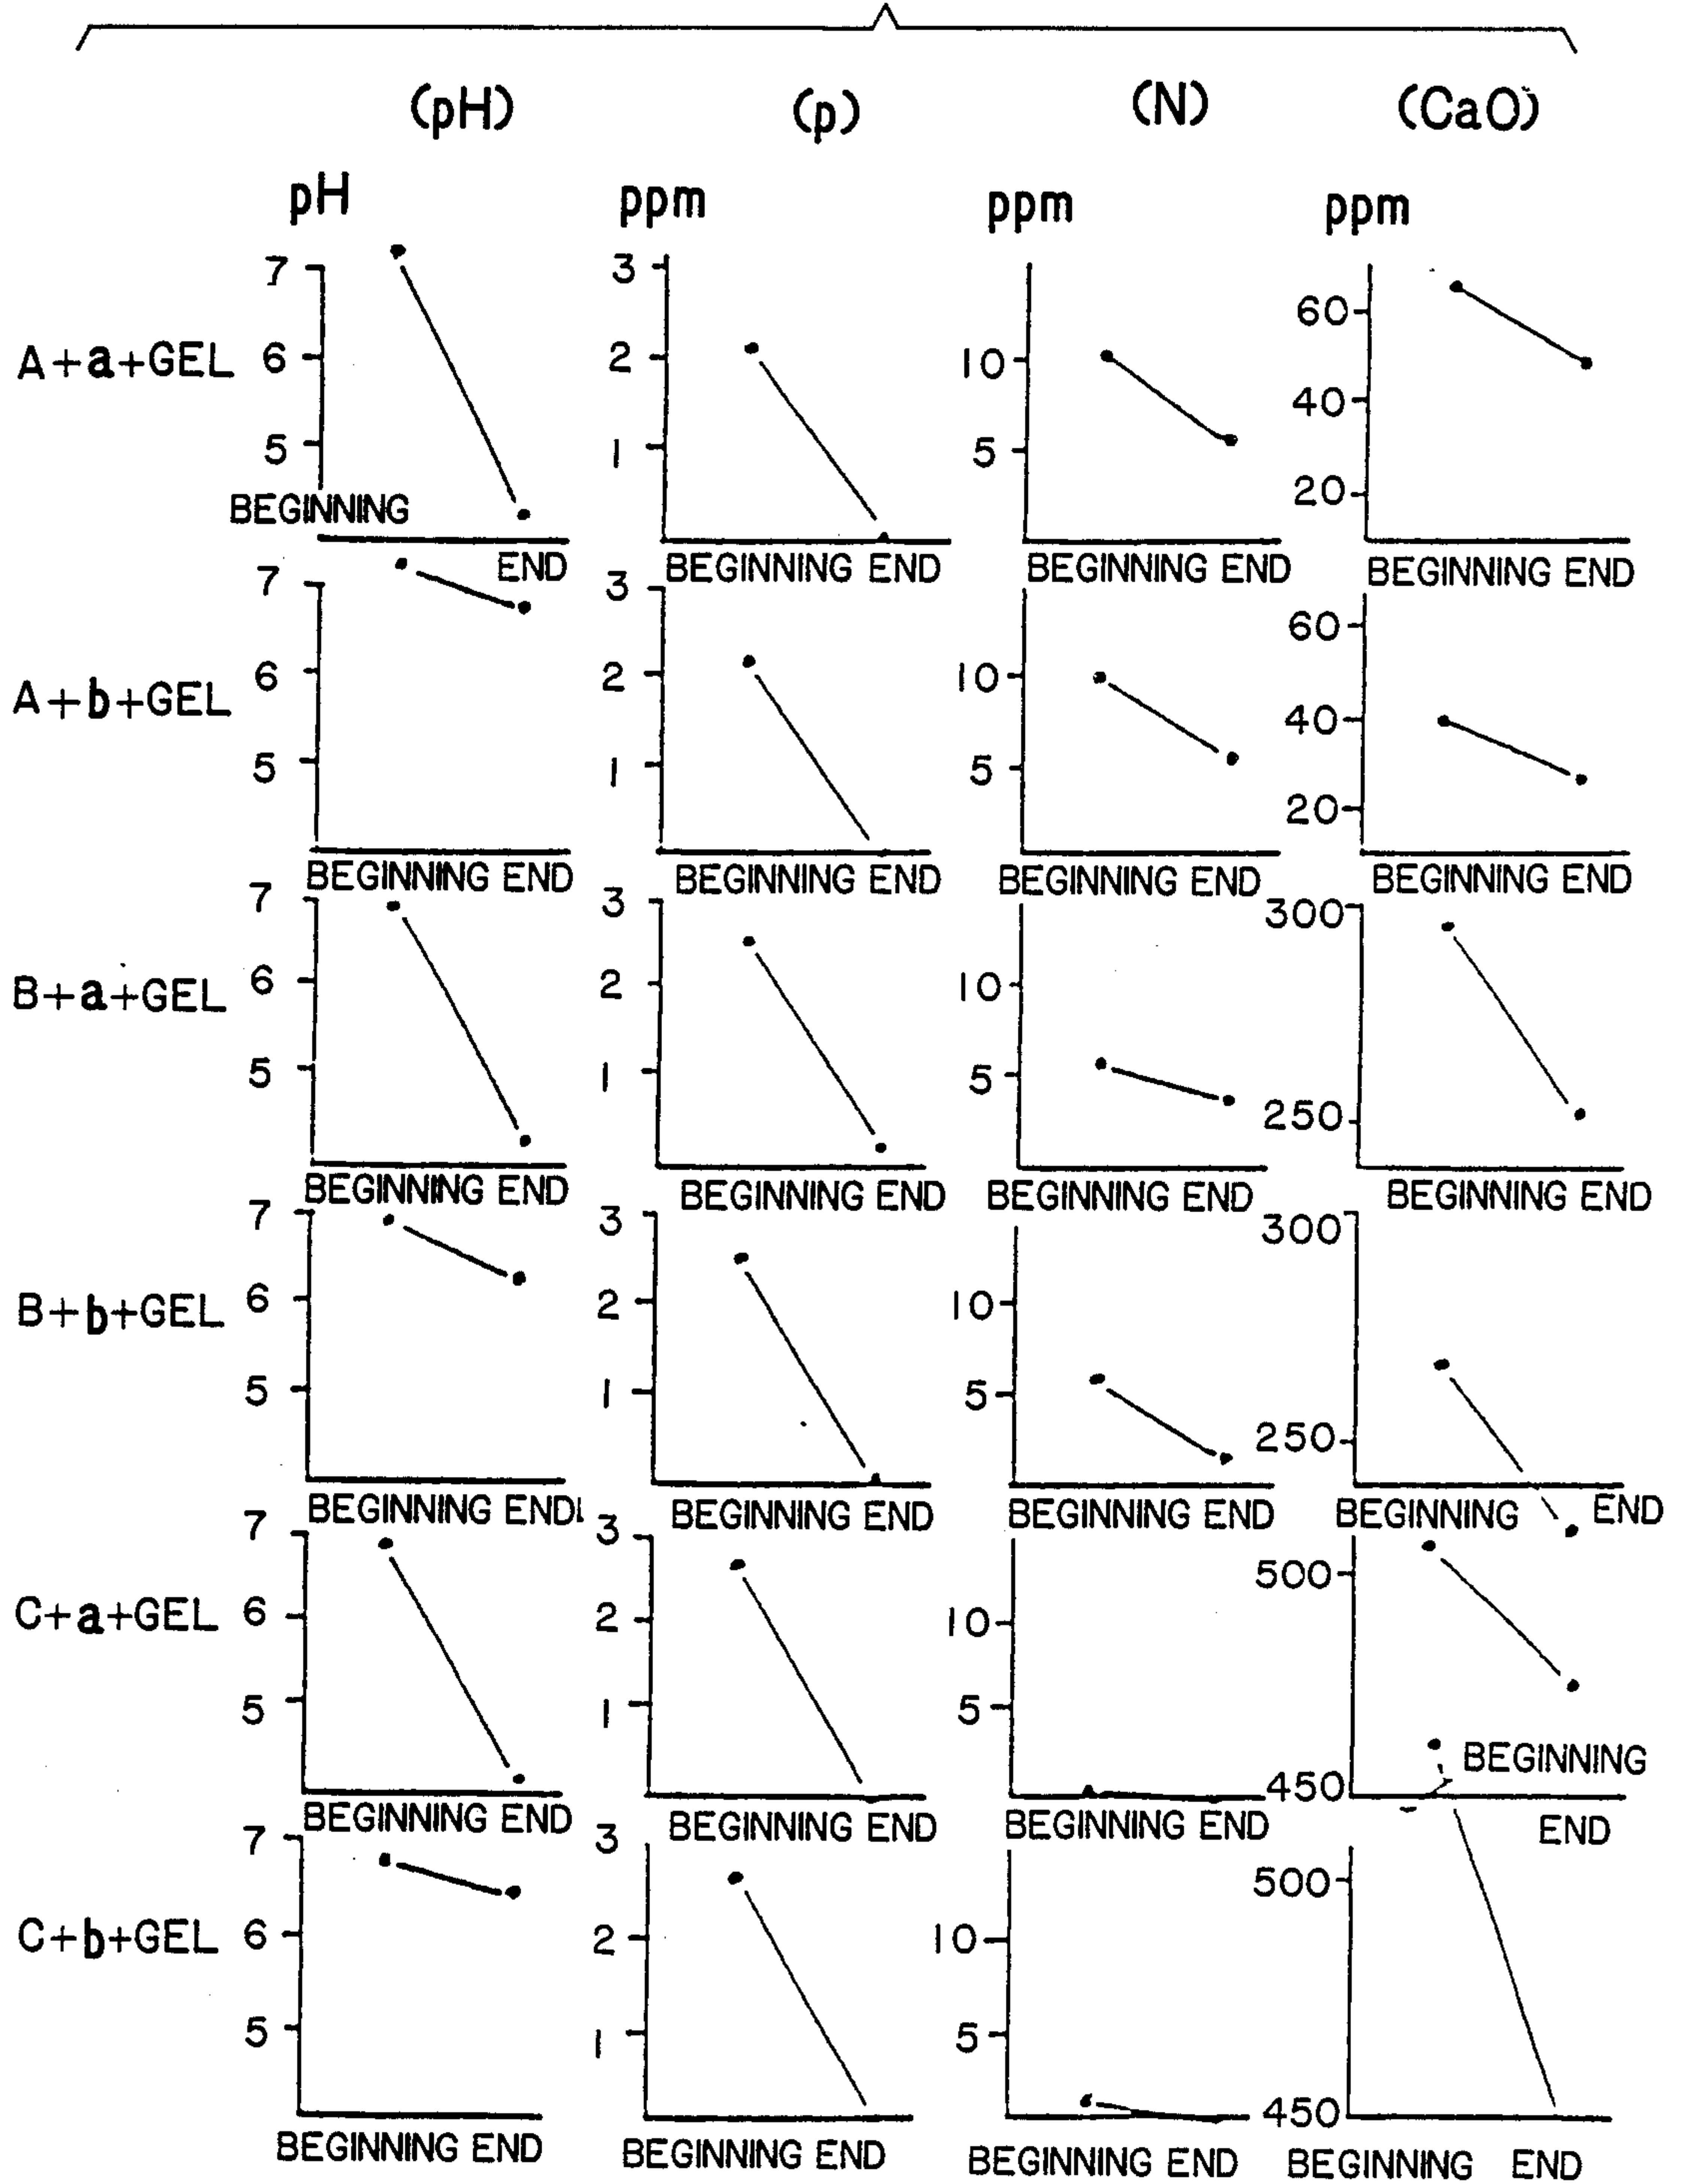 (pH) (p) (N) (CaO)
pH ppm ppm ppm
A+a+GEL
7
6
5
BEGINNING
END
3
2
1
BEGINNING END
10
5
BEGINNING END
60
40
20
BEGINNING END
A+b+GEL
7
6
5
BEGINNING END
3
2
1
BEGINNING END
10
5
BEGINNING END
60
40
20
BEGINNING END
B+a+GEL
7
6
5
BEGINNING END
3
2
1
BEGINNING END
10
5
BEGINNING END
300
250
BEGINNING END
B+b+GEL
7
6
5
BEGINNING END
3
2
1
BEGINNING END
10
5
BEGINNING END
300
250
BEGINNING END
C+a+GEL
7
6
5
BEGINNING END
3
2
1
BEGINNING END
10
5
BEGINNING END
500
450
BEGINNING
END
C+b+GEL
7
6
5
BEGINNING END
3
2
1
BEGINNING END
10
5
BEGINNING END
500
450
BEGINNING END